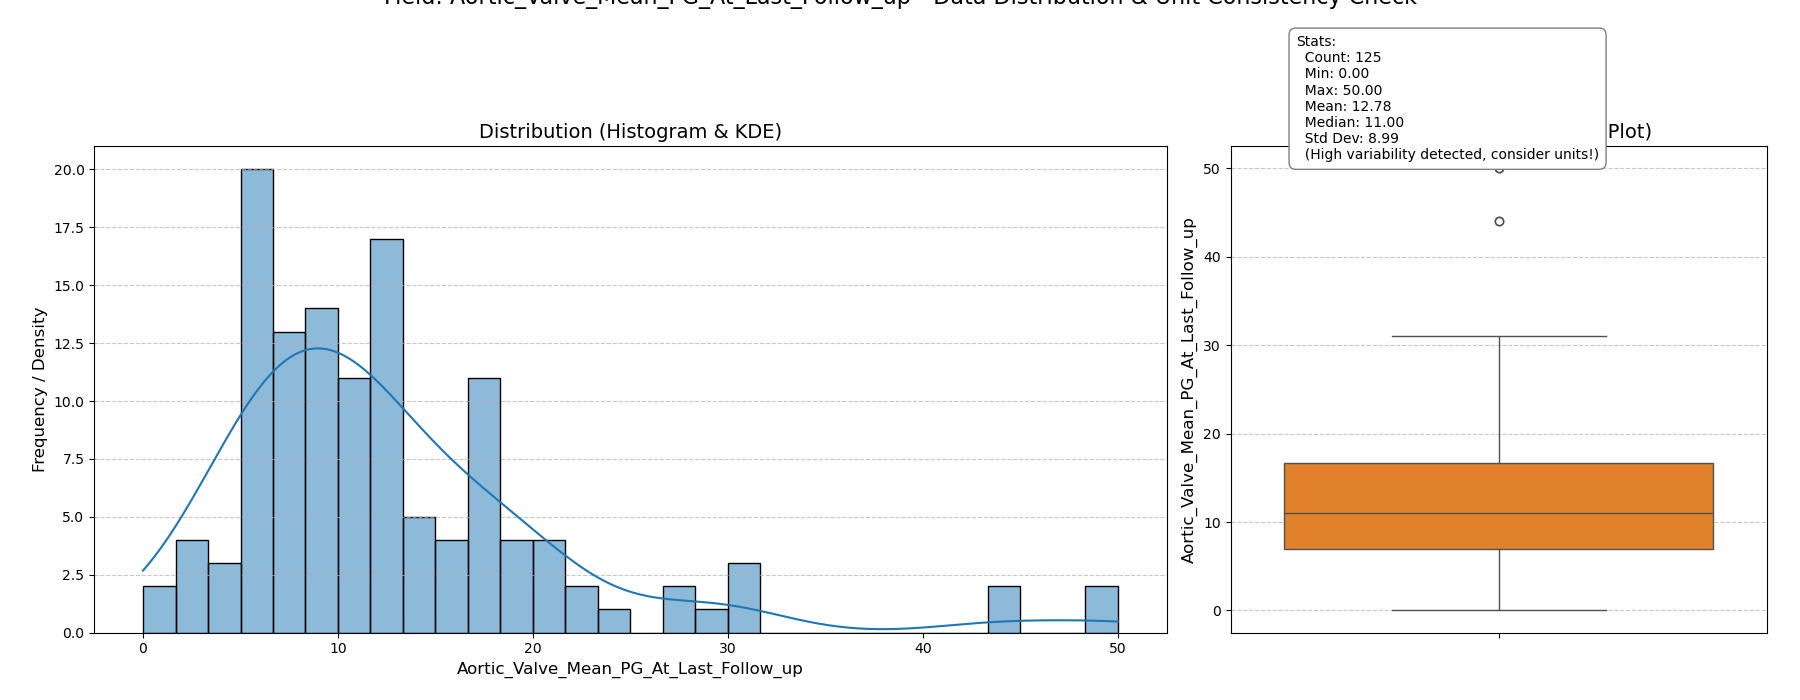 Field: Aortic_Valve_Mean_PG_At_Last_Follow_up - Data Distribution & Unit Consistency Check
Stats:
Count: 125
Min: 0.00
Max: 50.00
Mean: 12.78
Median: 11.00
Std Dev: 8.99
(High variability detected, consider units!)
Distribution (Histogram & KDE)
Plot)
Frequency / Density
20.0
17.5
15.0
12.5
10.0
7.5
5.0
2.5
0.0
0
10
20
30
40
50
Aortic_Valve_Mean_PG_At_Last_Follow_up
Aortic_Valve_Mean_PG_At_Last_Follow_up
50
40
30
20
10
0